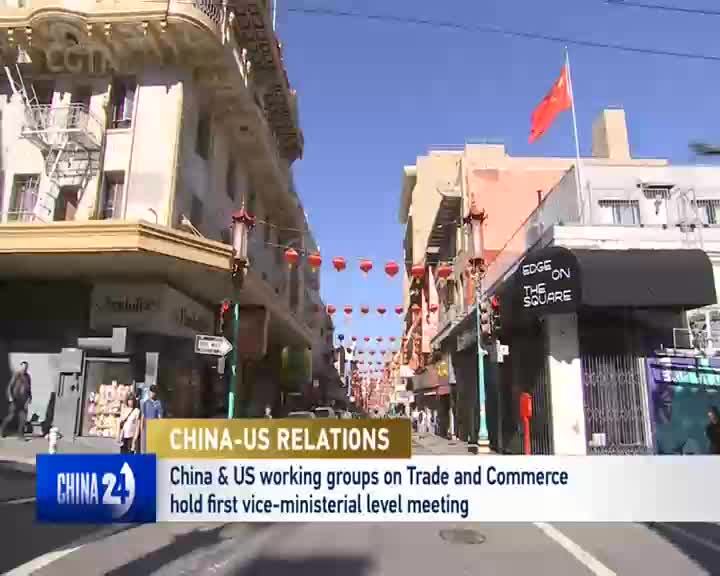 CGTN
EDGE ON
THE
SQUARE
CHINA-US RELATIONS
CHINA 24
China & US working groups on Trade and Commerce
hold first vice-ministerial level meeting